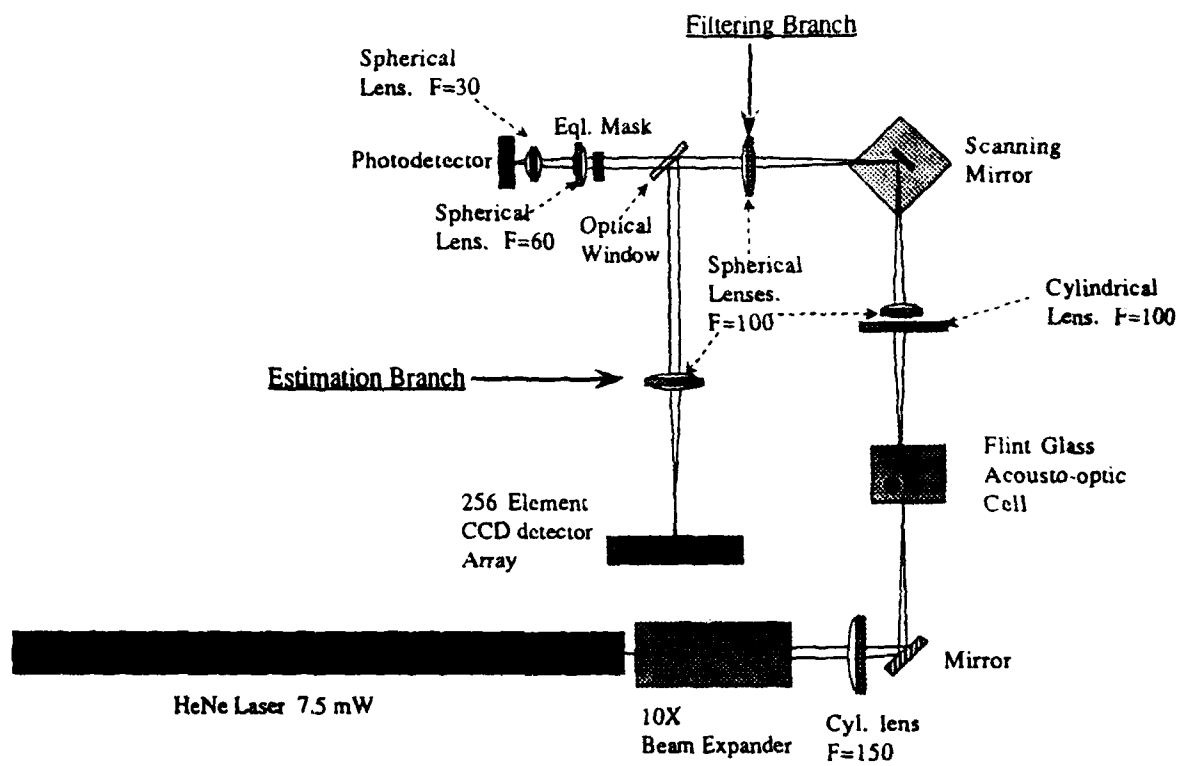 Filtering Branch
Spherical
Lens. F=30
Eql. Mask
Photodetector
Scanning
Mirror
Spherical
Lens. F=60
Optical
Window
Spherical
Lenses.
F=100
Cylindrical
Lens. F=100
Estimation Branch
Flint Glass
Acousto-optic
Cell
256 Element
CCD detector
Array
Mirror
HeNe Laser 7.5 mW
10X
Beam Expander
Cyl. lens
F=150